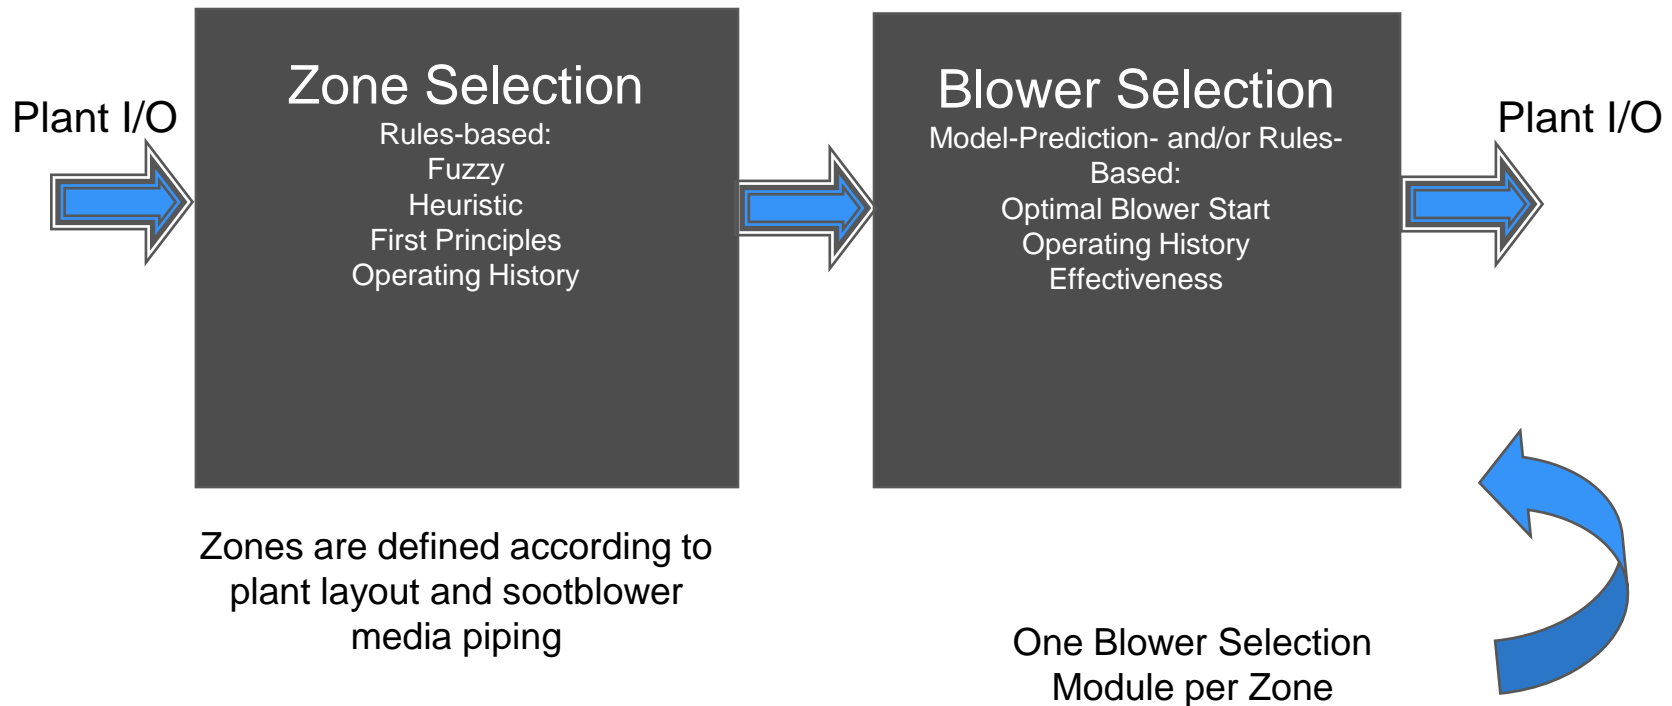 Plant I/O
Zone Selection
Rules-based:
Fuzzy
Heuristic
First Principles
Operating History
Blower Selection
Model-Prediction- and/or Rules-
Based:
Optimal Blower Start
Operating History
Effectiveness
Plant I/O
Zones are defined according to
plant layout and sootblower
media piping
One Blower Selection
Module per Zone